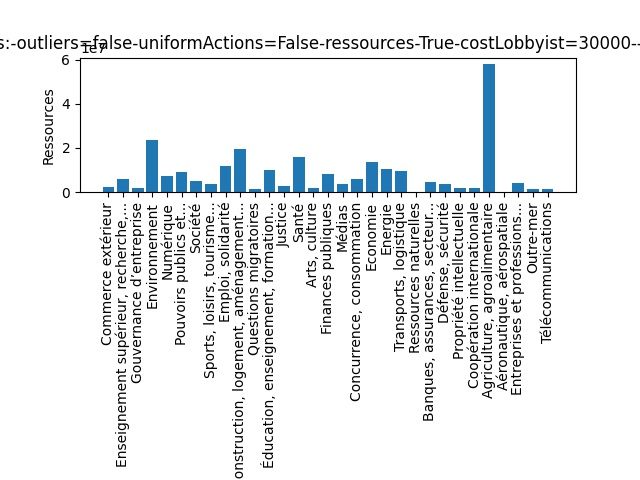 s:-outliers=false-uniformActions=False-ressources-True-costLobbyist=30000-
1e7
6
4
2
0
Ressources
Commerce extérieur
Enseignement supérieur, recherche,...
Gouvernance d'entreprise
Environnement
Numérique
Pouvoirs publics et...
Société
Sports, loisirs, tourisme...
Emploi, solidarité
onstruction, logement, aménagement...
Questions migratoires
Éducation, enseignement, formation...
Justice
Santé
Arts, culture
Finances publiques
Médias
Concurrence, consommation
Economie
Energie
Transports, logistique
Ressources naturelles
Banques, assurances, secteur...
Défense, sécurité
Propriété intellectuelle
Coopération internationale
Agriculture, agroalimentaire
Aéronautique, aérospatiale
Entreprises et professions...
Outre-mer
Télécommunications